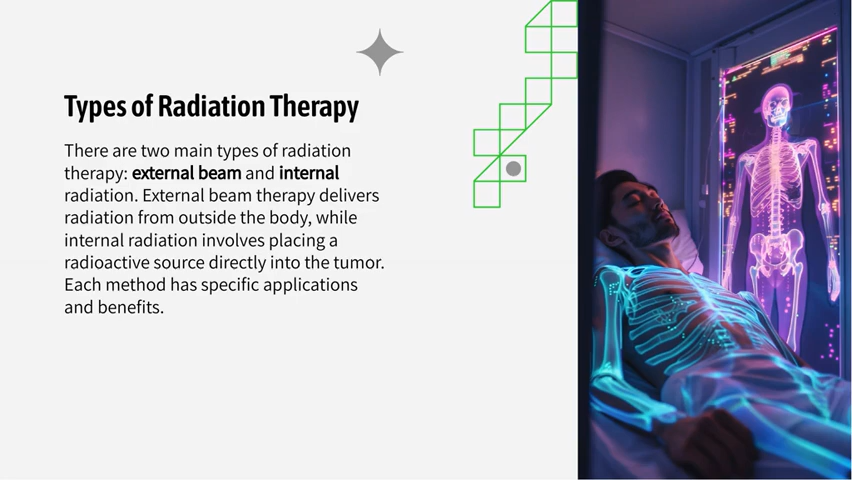 Types of Radiation Therapy
There are two main types of radiation
therapy: external beam and internal
radiation. External beam therapy delivers
radiation from outside the body, while
internal radiation involves placing a
radioactive source directly into the tumor.
Each method has specific applications
and benefits.